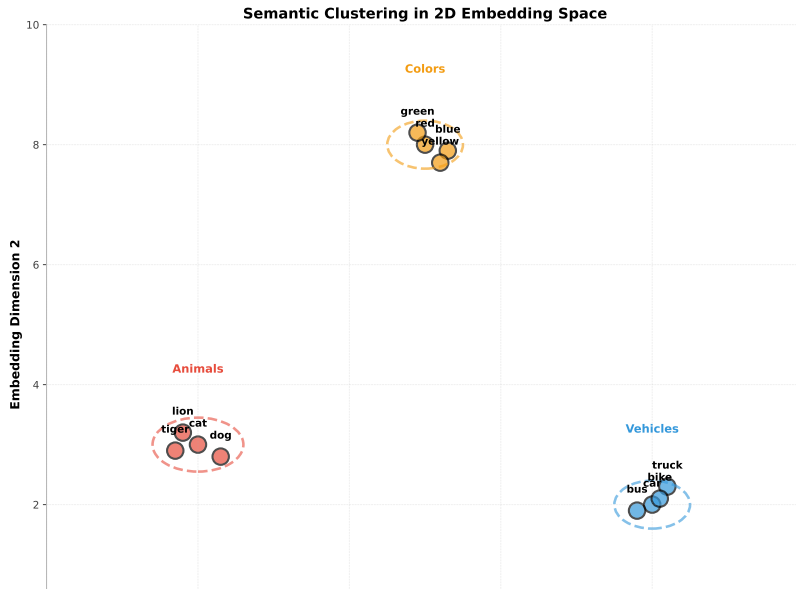 Semantic Clustering in 2D Embedding Space
10
Colors
green
red
blue
8
yellow
6
Embedding Dimension 2
Animals
4
lion
cat
tiger
dog
Vehicles
truck
bike
car
bus
2